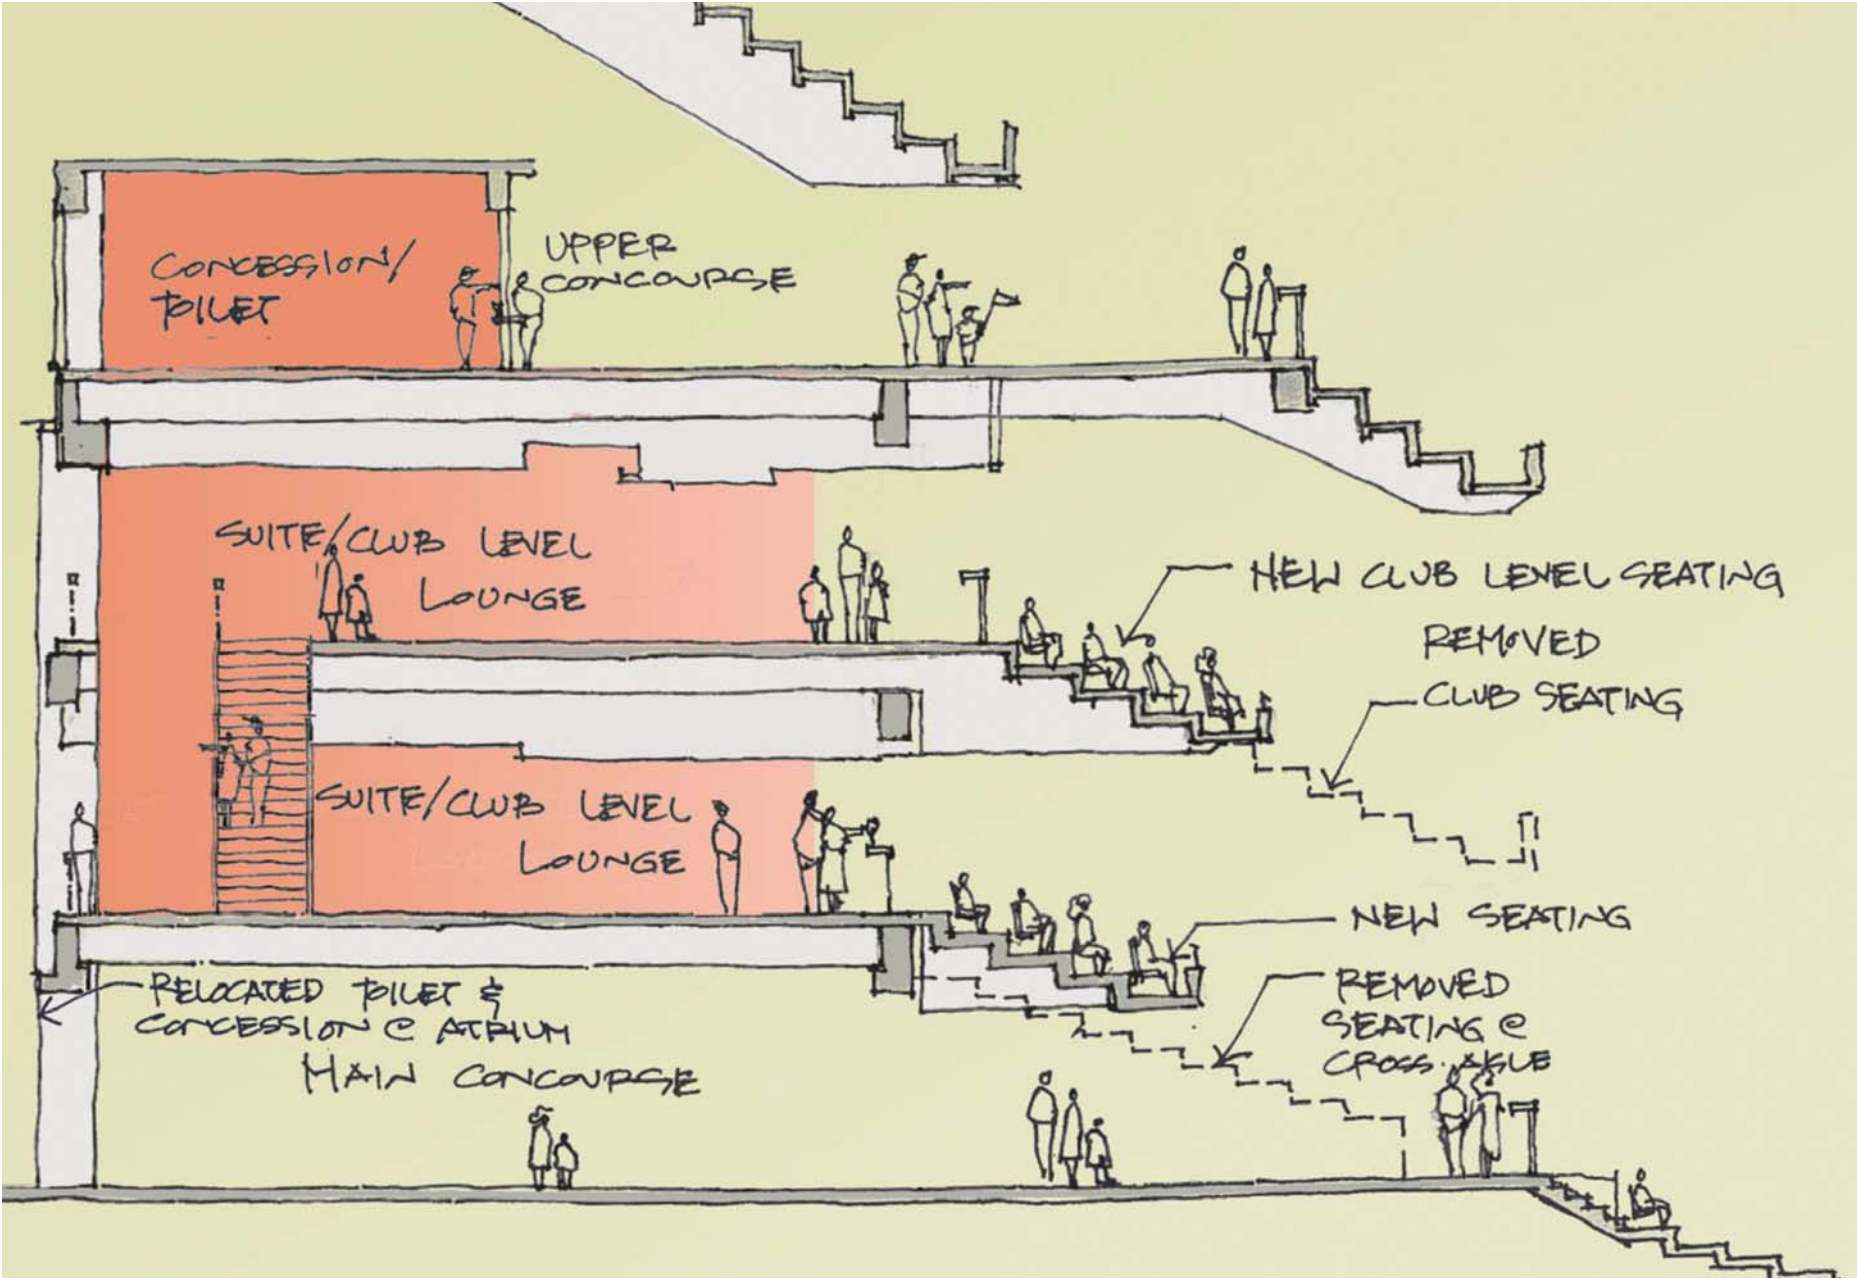 CONCESSION/
TOILET
UPPER
CONCOURSE
SUITE/CLUB LEVEL
LOUNGE
NEW CLUB LEVEL SEATING
REMOVED
CLUB SEATING
SUITE/CLUB LEVEL
LOUNGE
NEW SEATING
REMOVED
SEATING @
CROSS-AISLE
RELOCATED TOILET &
CONCESSION @ ATRIUM
MAIN CONCOURSE